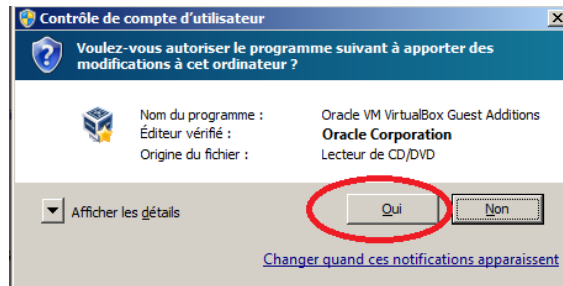 Contrôle de compte d'utilisateur
Voulez-vous autoriser le programme suivant à apporter des
modifications à cet ordinateur ?
Nom du programme : Oracle VM VirtualBox Guest Additions
Éditeur vérifié : Oracle Corporation
Origine du fichier : Lecteur de CD/DVD
Afficher les détails Oui Non
Changer quand ces notifications apparaissent